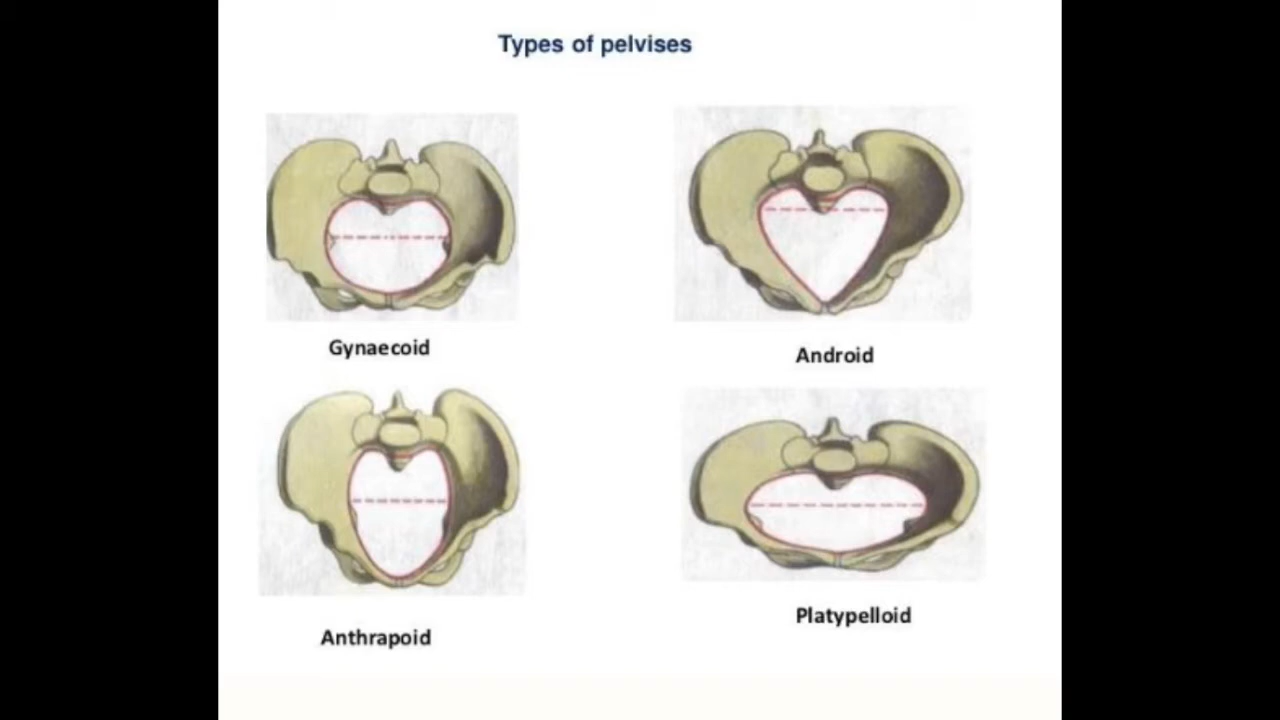 Types of pelvises
Gynaecoid
Android
Anthrapoid
Platypelloid